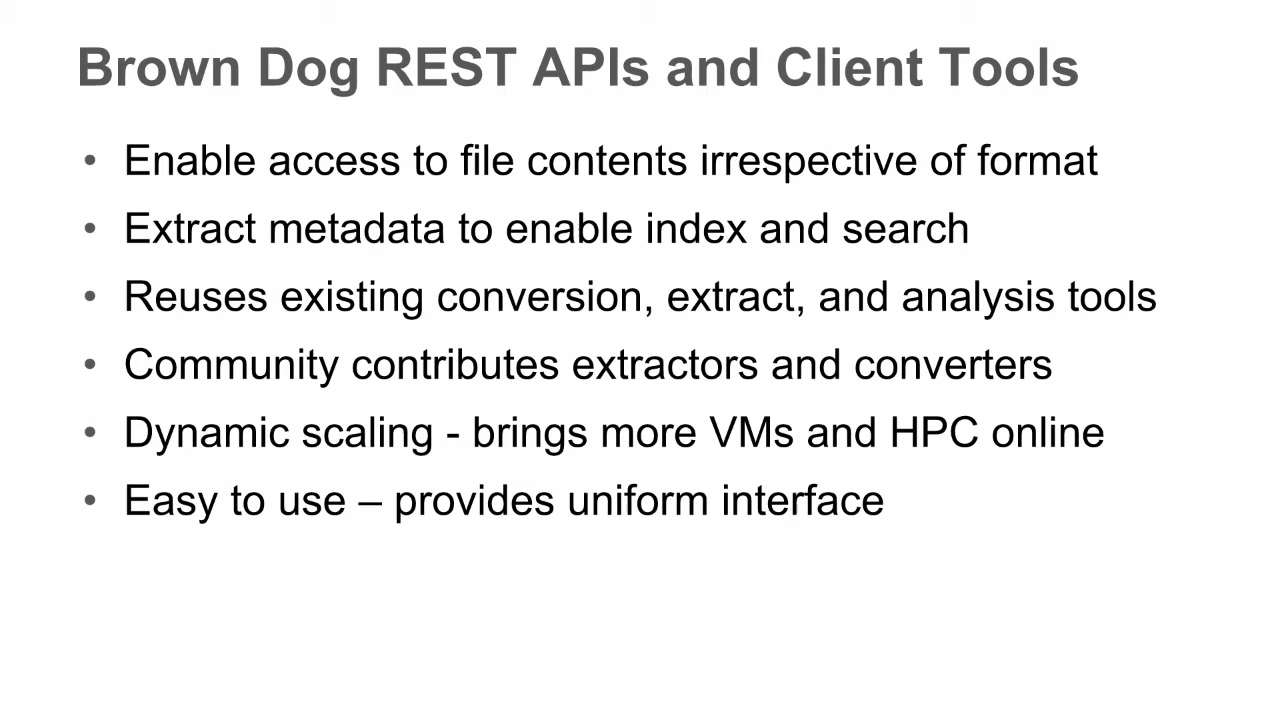 Brown Dog REST APIs and Client Tools
• Enable access to file contents irrespective of format
• Extract metadata to enable index and search
• Reuses existing conversion, extract, and analysis tools
• Community contributes extractors and converters
• Dynamic scaling - brings more VMs and HPC online
• Easy to use – provides uniform interface